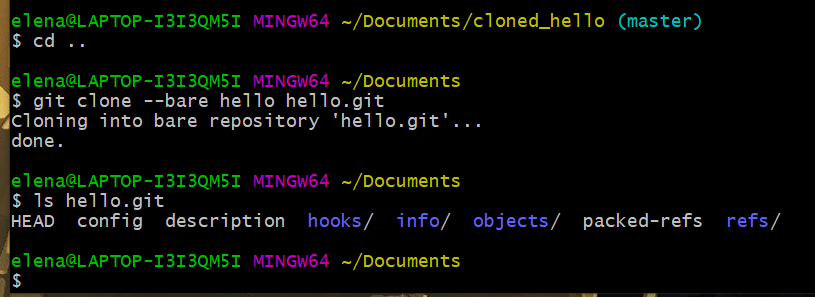 elena@LAPTOP-I3I3QM5I MINGW64 ~/Documents/cloned_hello (master)
$ cd ..
elena@LAPTOP-I3I3QM5I MINGW64 ~/Documents
$ git clone --bare hello hello.git
Cloning into bare repository 'hello.git'...
done.
elena@LAPTOP-I3I3QM5I MINGW64 ~/Documents
$ ls hello.git
HEAD  config  description  hooks/  info/  objects/  packed-refs  refs/
elena@LAPTOP-I3I3QM5I MINGW64 ~/Documents
$